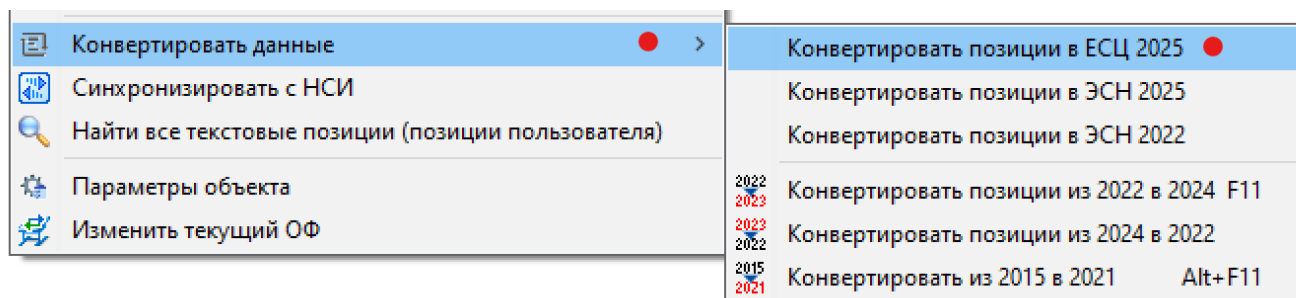 Конвертировать данные
Синхронизировать с НСИ
Найти все текстовые позиции (позиции пользователя)
Параметры объекта
Изменить текущий ОФ
Конвертировать позиции в ЕСЦ 2025
Конвертировать позиции в ЭСН 2025
Конвертировать позиции в ЭСН 2022
2022
2023
Конвертировать позиции из 2022 в 2024 F11
2023
2022
Конвертировать позиции из 2024 в 2022
2015
2021
Конвертировать из 2015 в 2021 Alt+F11